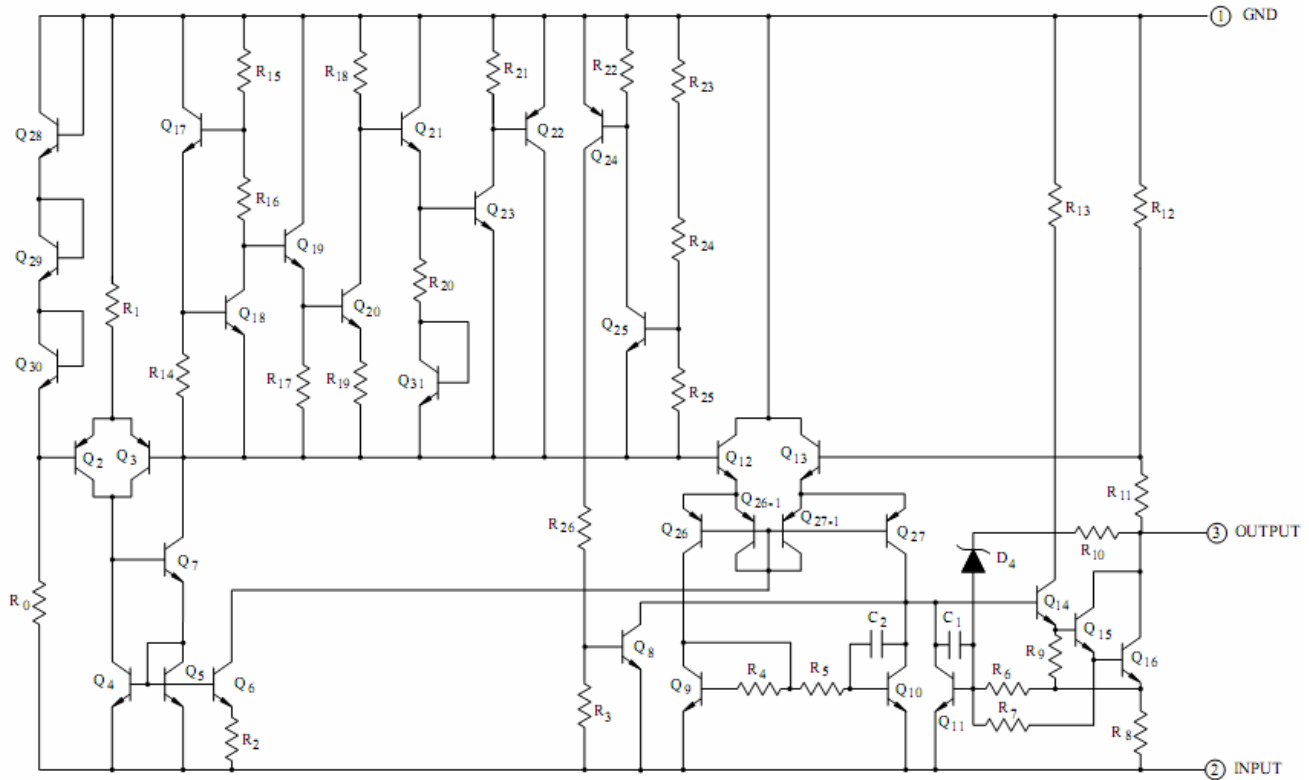 1 GND
R15
R18
R21
R22
R23
Q28
Q17
Q21
Q22
Q24
R16
R13
R12
Q23
Q29
Q19
R24
R20
R1
Q18
Q20
Q25
Q30
R14
R17
R19
Q31
R25
Q2
Q3
Q12
Q13
R11
Q26-1
R26
Q26
Q27-1
Q27
3 OUTPUT
R10
D4
Q7
R0
Q14
C2
C1
Q15
Q8
R9
Q16
Q4
Q5
Q6
Q9
R4
R5
Q10
R6
R3
Q11
R7
R8
R2
2 INPUT